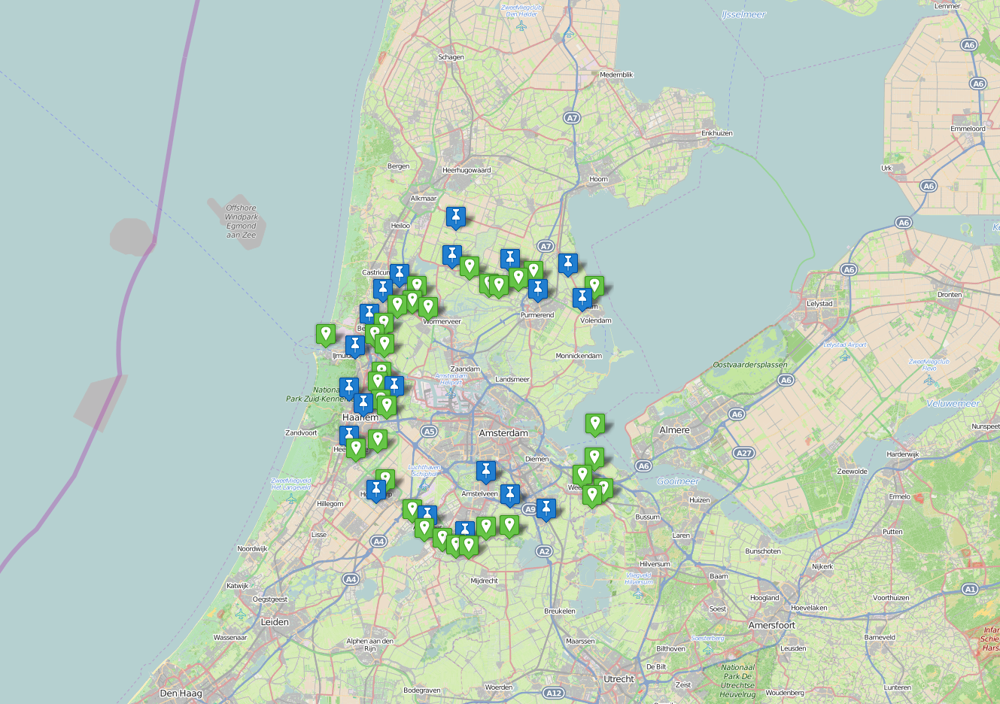 Zweefvliegclub
Den Helder
IJsselmeer
Lemmer
A6
Schagen
Medemblik
A6
A7
Emmeloord
Enkhuizen
Bergen
Heerhugowaard
Urk
Hoorn
A6
Alkmaar
Offshore
Windpark
Egmond
aan Zee
Heiloo
A6
A7
A6
Castricum
Dronten
Lelystad
Purmerend
Volendam
Wormerveer
Lelystad Airport
Monnickendam
Zweefvliegclub
Flevo
Oostvaardersplassen
Zaandam
Amsterdam
Heliport
Landsmeer
A6
Park Zuid-Kennemerland
Veluwemeer
Haarlem
A6
Nunspeet
Zandvoort
A5
Amsterdam
Almere
A27
Harderwijk
Diemen
A6
Zeewolde
Luchthaven
Schiphol
Gooimeer
Zweefvliegveld
Het Langeveld
Amstelveen
Huizen
Ermelo
Hillegom
A9
Bussum
Putten
Lisse
A4
Laren
Noordwijk
A2
Bunschoten
Hilversum
Nijkerk
A4
Mijdrecht
Vliegveld
Hilversum
Baarn
Katwijk
A1
Oegstgeest
Hoogland
Voorthuizen
Soest
Hoevelaken
Breukelen
Leiden
Amersfoort
Wassenaar
Alphen aan den
Rijn
Maarssen
Soesterberg
Barneveld
Bilthoven
Leusden
De Bilt
Nationaal
Park De
Utrechtse
Heuvelrug
Utrecht
Zeist
Den Haag
Bodegraven
Woerden
A12
Woudenberg
Lunteren